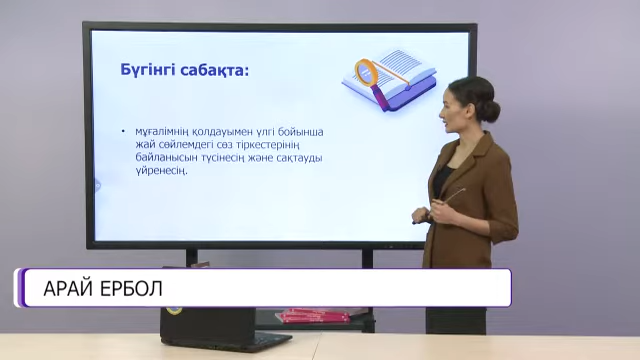 Бүгінгі сабақта:
• мұғалімнің қолдауымен үлгі бойынша
жай сөйлемдегі сөз тіркестерінің
байланысын түсінесің және сақтауды
үйренесің.
АРАЙ ЕРБОЛ